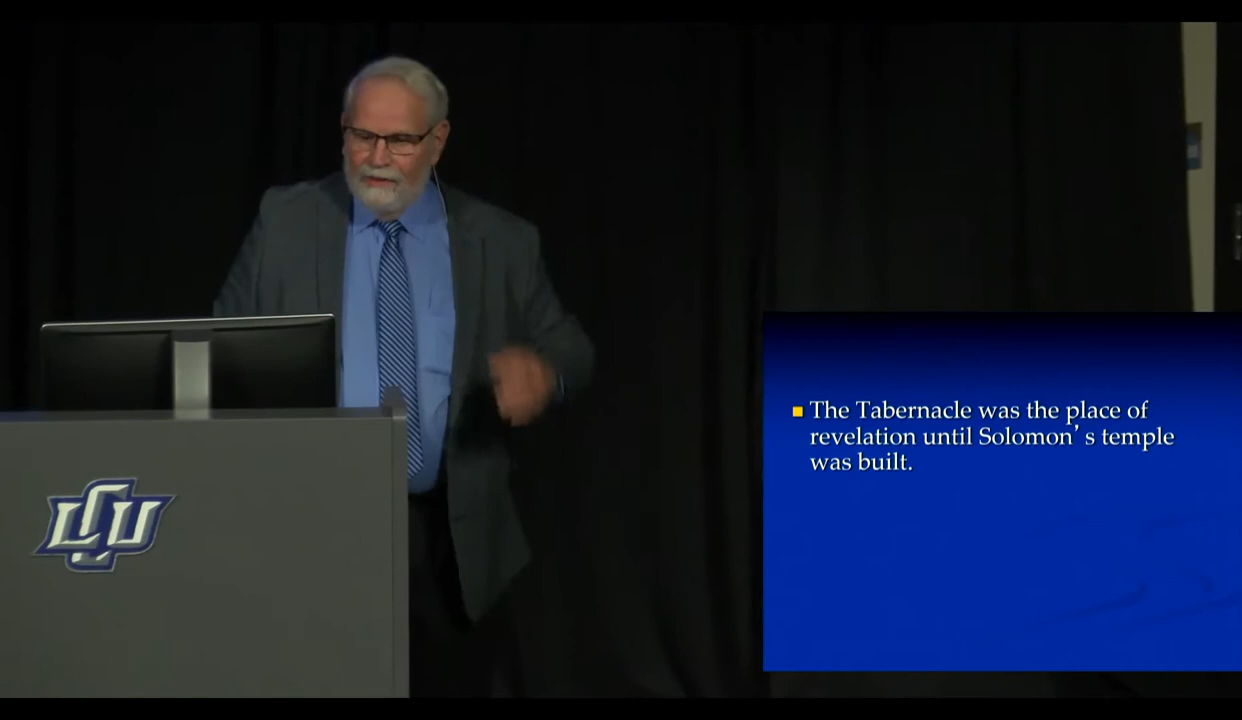 LCU
The Tabernacle was the place of
revelation until Solomon's temple
was built.